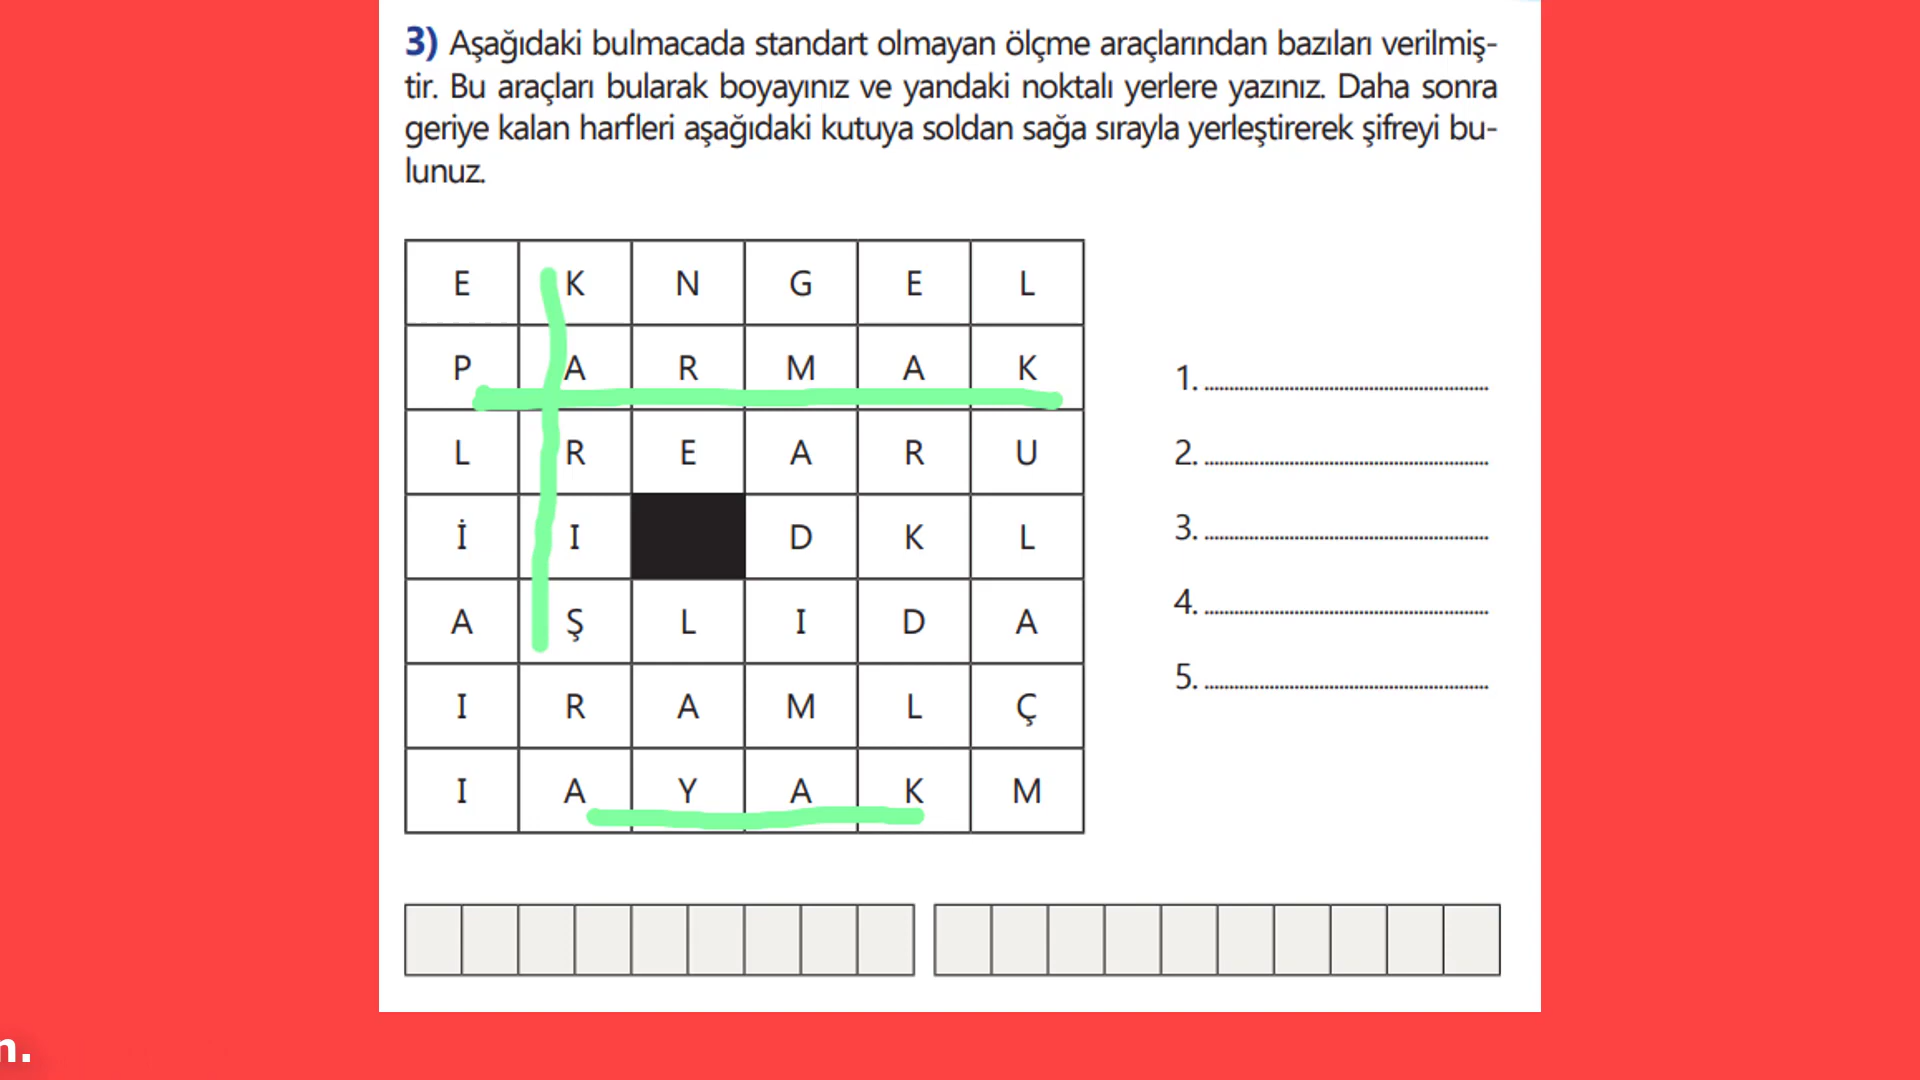 3) Aşağıdaki bulmacada standart olmayan ölçme araçlarından bazıları verilmiş-
tir. Bu araçları bularak boyayınız ve yandaki noktalı yerlere yazınız. Daha sonra
geriye kalan harfleri aşağıdaki kutuya soldan sağa sırayla yerleştirerek şifreyi bu-
lunuz.
E K N G E L
P A R M A K
L R E A R U
İ I D K L
A Ş L I D A
I R A M L Ç
I A Y A K M
1. ........................
2. ........................
3. ........................
4. ........................
5. ........................
n.